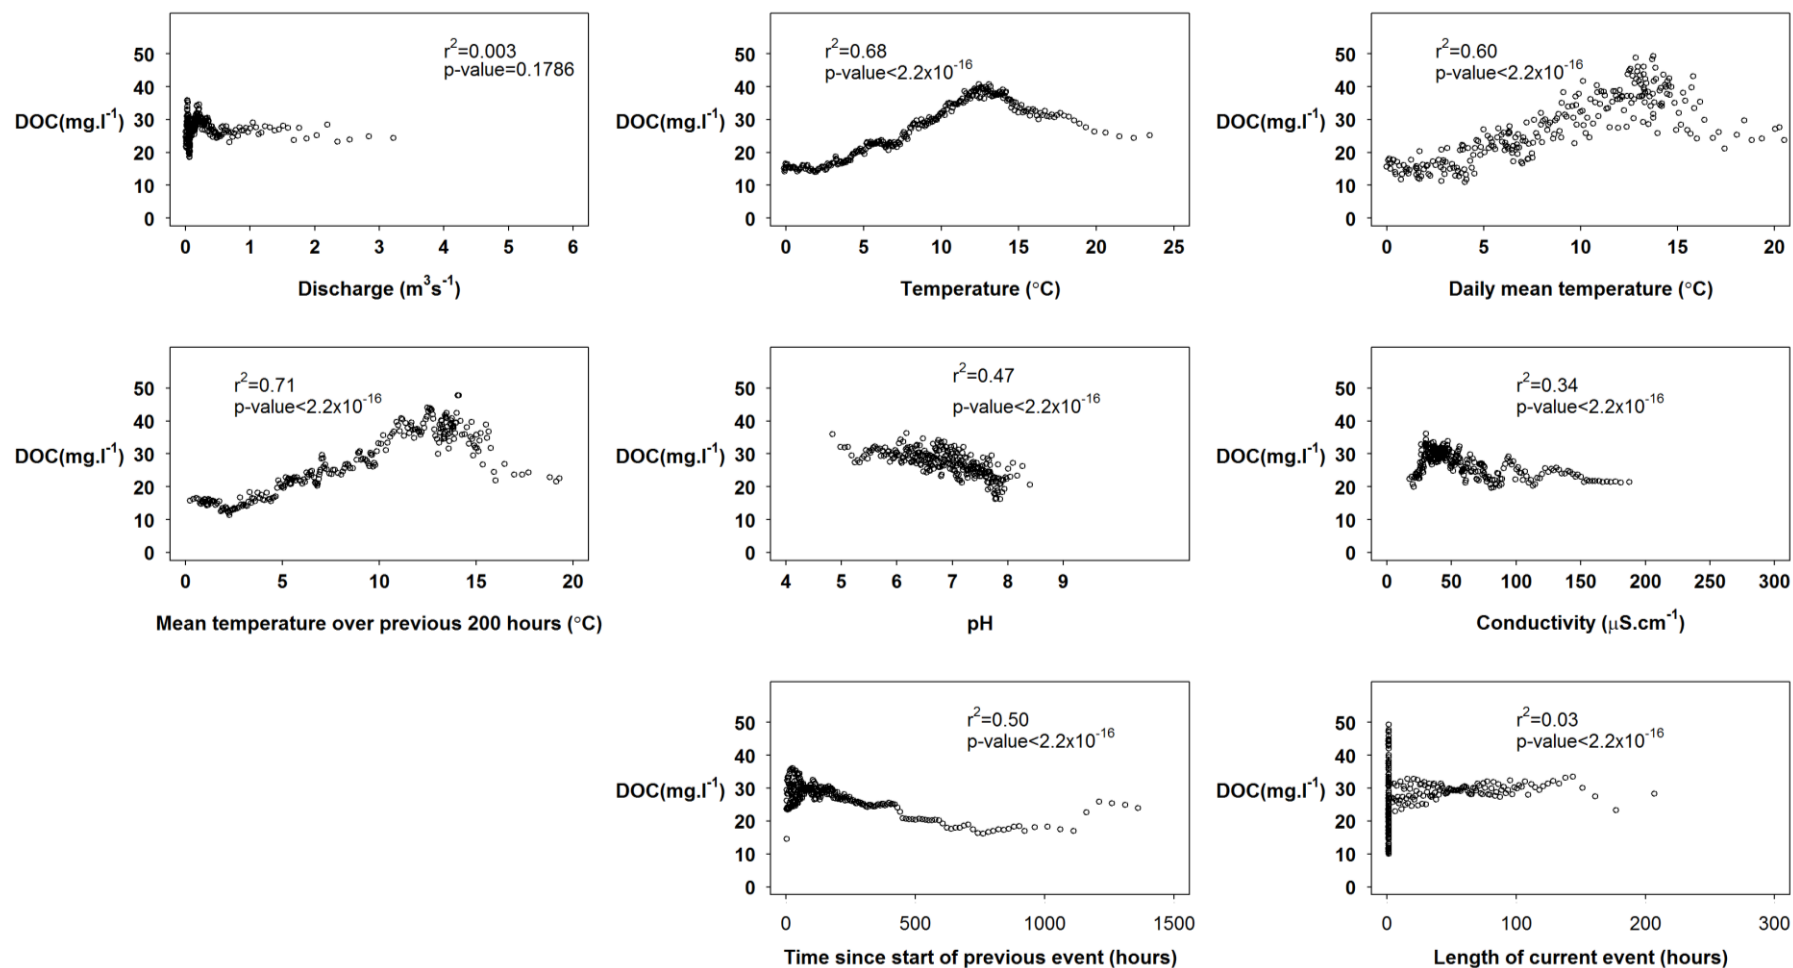 r²=0.003
p-value=0.1786
50
40
30
20
10
0
DOC(mg.l⁻¹)
0 1 2 3 4 5 6
Discharge (m³s⁻¹)
r²=0.68
p-value<2.2x10⁻¹⁶
50
40
30
20
10
0
DOC(mg.l⁻¹)
0 5 10 15 20 25
Temperature (°C)
r²=0.60
p-value<2.2x10⁻¹⁶
50
40
30
20
10
0
DOC(mg.l⁻¹)
0 5 10 15 20
Daily mean temperature (°C)
r²=0.71
p-value<2.2x10⁻¹⁶
50
40
30
20
10
0
DOC(mg.l⁻¹)
0 5 10 15 20
Mean temperature over previous 200 hours (°C)
r²=0.47
p-value<2.2x10⁻¹⁶
50
40
30
20
10
0
DOC(mg.l⁻¹)
4 5 6 7 8 9
pH
r²=0.34
p-value<2.2x10⁻¹⁶
50
40
30
20
10
0
DOC(mg.l⁻¹)
0 50 100 150 200 250 300
Conductivity (µS.cm⁻¹)
r²=0.50
p-value<2.2x10⁻¹⁶
50
40
30
20
10
0
DOC(mg.l⁻¹)
0 500 1000 1500
Time since start of previous event (hours)
r²=0.03
p-value<2.2x10⁻¹⁶
50
40
30
20
10
0
DOC(mg.l⁻¹)
0 100 200 300
Length of current event (hours)